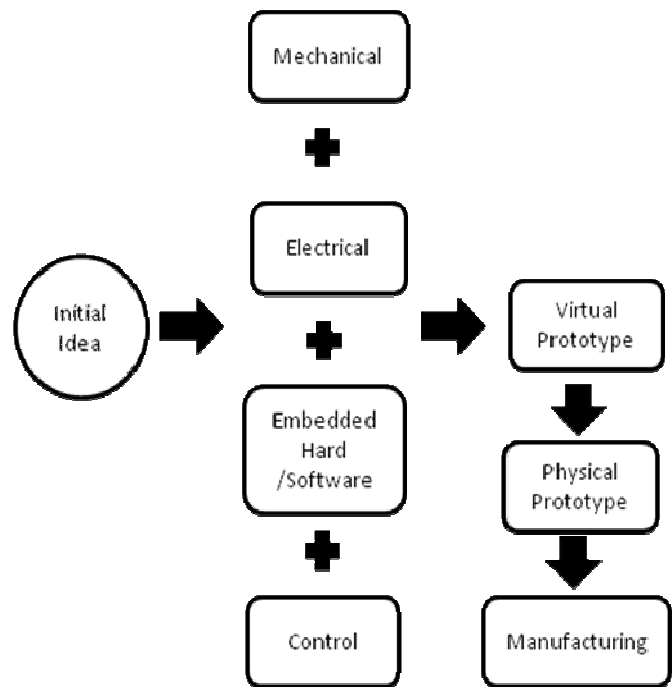 Mechanical
Electrical
Initial
Idea
Virtual
Prototype
Embedded
Hard
/Software
Physical
Prototype
Control
Manufacturing